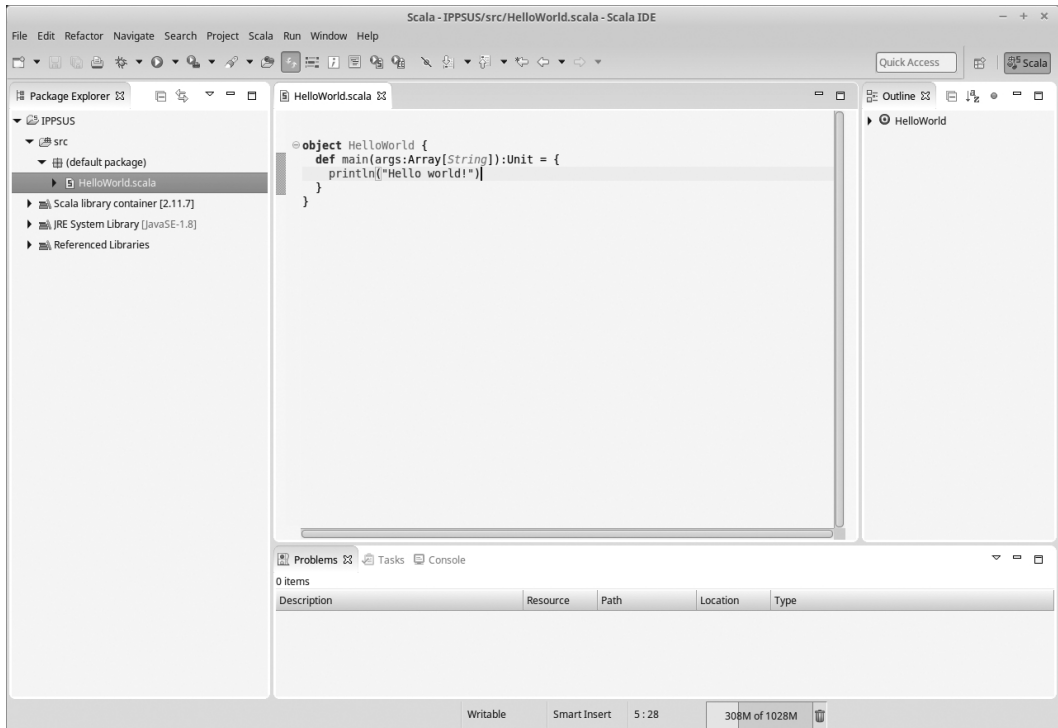 Scala - IPPSUS/src/HelloWorld.scala - Scala IDE
File Edit Refactor Navigate Search Project Scala Run Window Help
Quick Access
Scala
Package Explorer
IPPSUS
src
(default package)
HelloWorld.scala
Scala library container [2.11.7]
JRE System Library [JavaSE-1.8]
Referenced Libraries
HelloWorld.scala
object HelloWorld {
def main(args:Array[String]):Unit = {
println("Hello world!")
}
}
Outline
HelloWorld
Problems Tasks Console
0 items
Description Resource Path Location Type
Writable Smart Insert 5 : 28 308M of 1028M